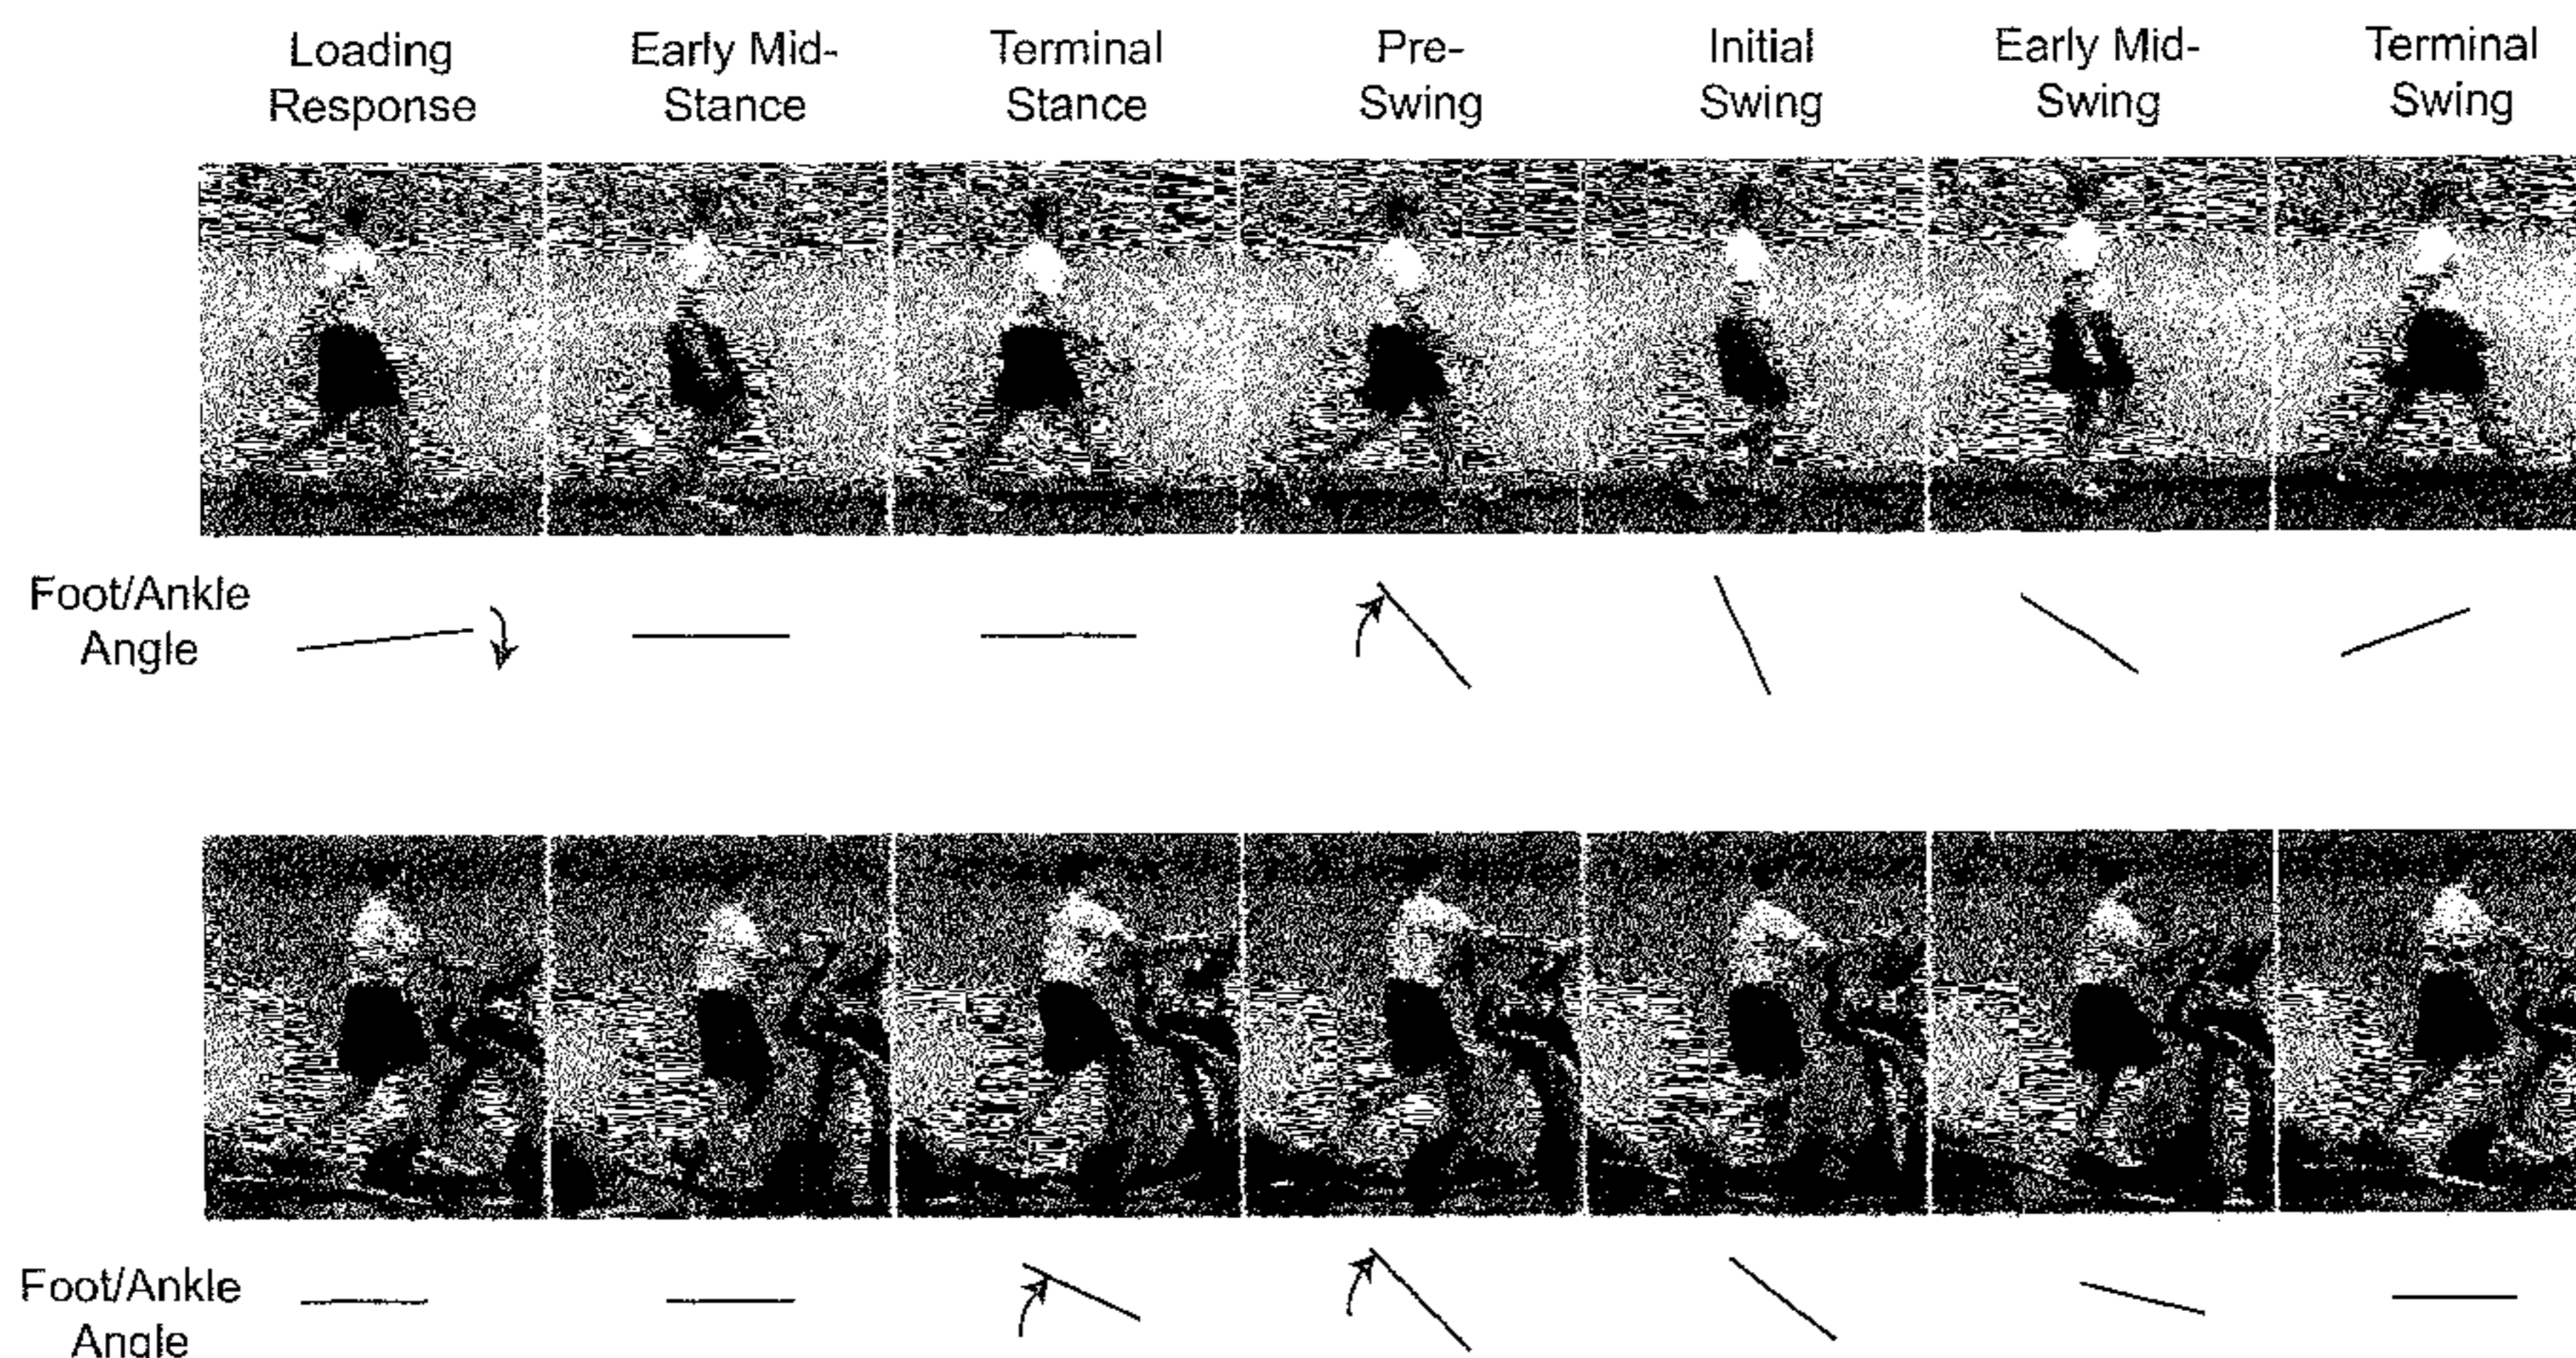 Loading Response
Early Mid-Stance
Terminal Stance
Pre-Swing
Initial Swing
Early Mid-Swing
Terminal Swing
Foot/Ankle
Angle
Foot/Ankle
Angle